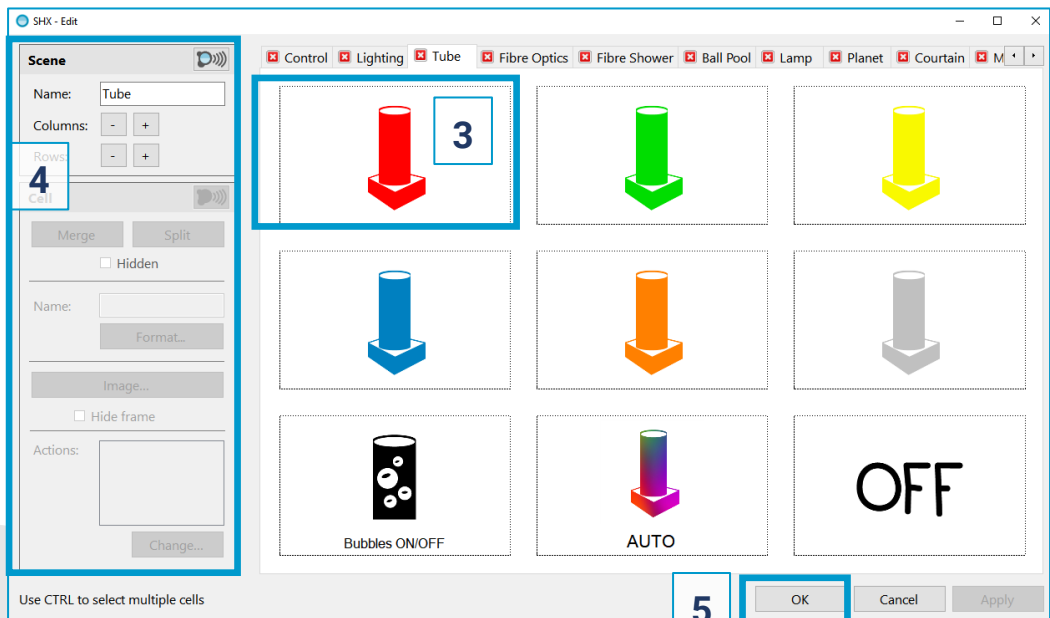 SHX - Edit
Scene
Name: Tube
Columns: - +
Rows: - +
4
Cell
Merge Split
Hidden
Name:
Format...
Image...
Hide frame
Actions:
Change...
Control Lighting Tube Fibre Optics Fibre Shower Ball Pool Lamp Planet Courtain M
3
Bubbles ON/OFF
AUTO
OFF
Use CTRL to select multiple cells
5
OK Cancel Apply